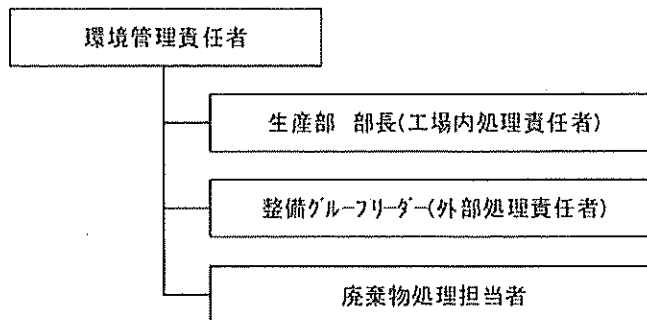 環境管理責任者
生産部 部長(工場内処理責任者)
整備ｸﾞﾙｰﾌﾘｰﾀﾞｰ(外部処理責任者)
廃棄物処理担当者